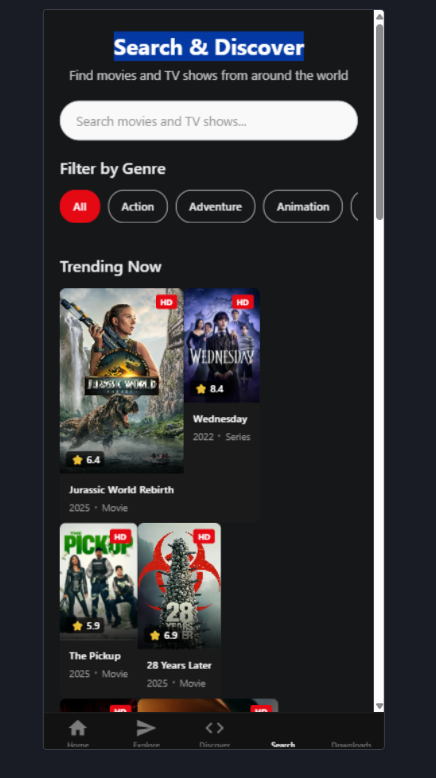 Search & Discover
Find movies and TV shows from around the world
Search movies and TV shows...
Filter by Genre
All
Action
Adventure
Animation
Trending Now
HD
JURASSIC WORLD
6.4
Jurassic World Rebirth
2025 • Movie
HD
WEDNESDAY
8.4
Wednesday
2022 • Series
HD
THE
PICKUP
5.9
The Pickup
2025 • Movie
HD
28
YEARS
6.9
28 Years Later
2025 • Movie
HD
HD
Home
Explore
Discover
Search
Downloads